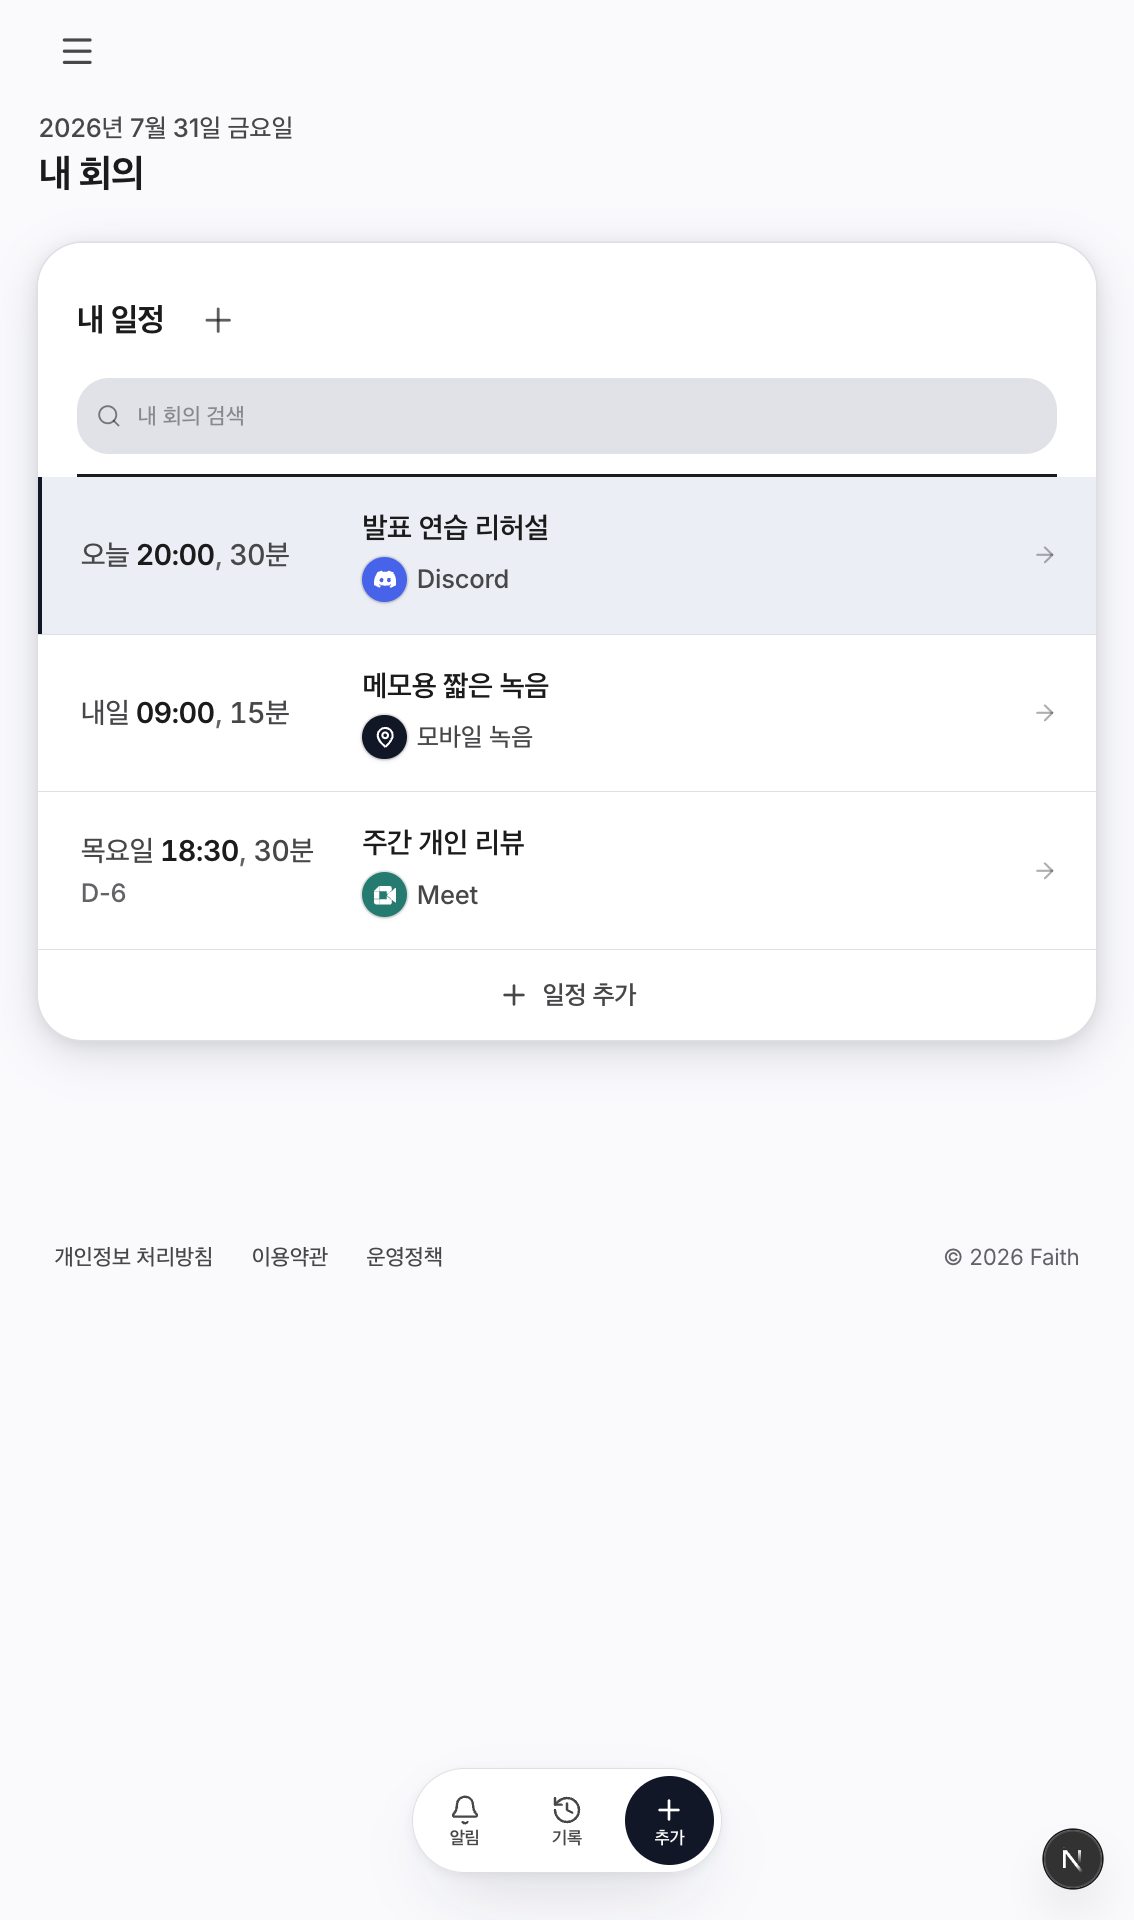 2026년 7월 31일 금요일
내 회의
내 일정
내 회의 검색
오늘 20:00, 30분
발표 연습 리허설
Discord
내일 09:00, 15분
메모용 짧은 녹음
모바일 녹음
목요일 18:30, 30분
D-6
주간 개인 리뷰
Meet
일정 추가
개인정보 처리방침 이용약관 운영정책 © 2026 Faith
알림 기록 추가
N